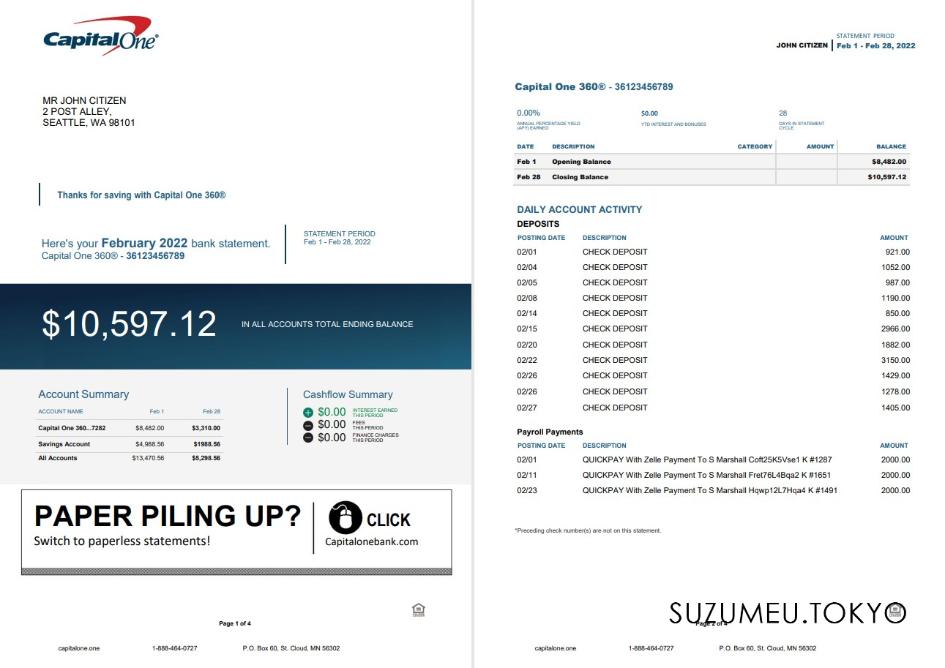 CapitalOne®
MR JOHN CITIZEN
2 POST ALLEY,
SEATTLE, WA 98101
Thanks for saving with Capital One 360®
Here's your February 2022 bank statement.
Capital One 360® - 36123456789
STATEMENT PERIOD
Feb 1 - Feb 28, 2022
$10,597.12 IN ALL ACCOUNTS TOTAL ENDING BALANCE
Account Summary
ACCOUNT NAME Feb 1 Feb 28
Capital One 360...7282 $8,482.00 $3,310.00
Savings Account $4,988.56 $1988.56
All Accounts $13,470.56 $5,298.56
Cashflow Summary
$0.00 INTEREST EARNED THIS PERIOD
$0.00 FEES THIS PERIOD
$0.00 FINANCE CHARGES THIS PERIOD
PAPER PILING UP?
Switch to paperless statements!
CLICK
Capitalonebank.com
Page 1 of 4
capitalone.one 1-888-464-0727 P.O. Box 60, St. Cloud, MN 56302
JOHN CITIZEN
STATEMENT PERIOD
Feb 1 - Feb 28, 2022
Capital One 360® - 36123456789
0.00% $0.00 28
ANNUAL PERCENTAGE YIELD (APY) EARNED
YTD INTEREST AND BONUSES
DAYS IN STATEMENT CYCLE
DATE DESCRIPTION CATEGORY AMOUNT BALANCE
Feb 1 Opening Balance $8,482.00
Feb 28 Closing Balance $10,597.12
DAILY ACCOUNT ACTIVITY
DEPOSITS
POSTING DATE DESCRIPTION AMOUNT
02/01 CHECK DEPOSIT 921.00
02/04 CHECK DEPOSIT 1052.00
02/05 CHECK DEPOSIT 987.00
02/08 CHECK DEPOSIT 1190.00
02/14 CHECK DEPOSIT 850.00
02/15 CHECK DEPOSIT 2966.00
02/20 CHECK DEPOSIT 1882.00
02/22 CHECK DEPOSIT 3150.00
02/26 CHECK DEPOSIT 1429.00
02/26 CHECK DEPOSIT 1278.00
02/27 CHECK DEPOSIT 1405.00
Payroll Payments
POSTING DATE DESCRIPTION AMOUNT
02/01 QUICKPAY With Zelle Payment To S Marshall Coft25K5Vse1 K #1287 2000.00
02/11 QUICKPAY With Zelle Payment To S Marshall Fret76L4Bqa2 K #1651 2000.00
02/23 QUICKPAY With Zelle Payment To S Marshall Hqwp12L7Hqa4 K #1491 2000.00
*Preceding check number(s) are not on this statement.
SUZUMEU.TOKYO
Page 2 of 4
capitalone.one 1-888-464-0727 P.O. Box 60, St. Cloud, MN 56302